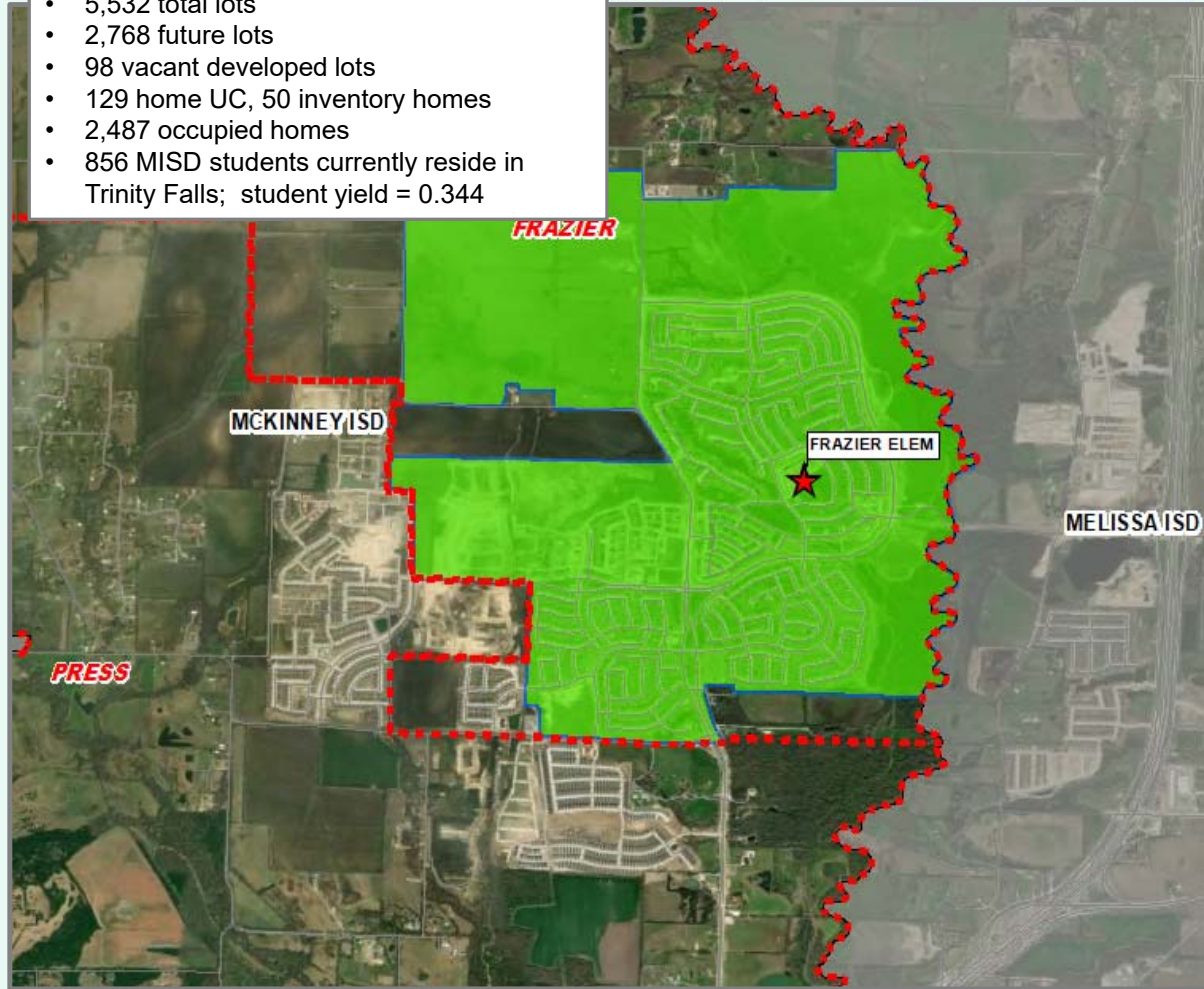 • 5,532 total lots
• 2,768 future lots
• 98 vacant developed lots
• 129 home UC, 50 inventory homes
• 2,487 occupied homes
• 856 MISD students currently reside in
Trinity Falls; student yield = 0.344
FRAZIER
MCKINNEY ISD
FRAZIER ELEM
MELISSA ISD
PRESS